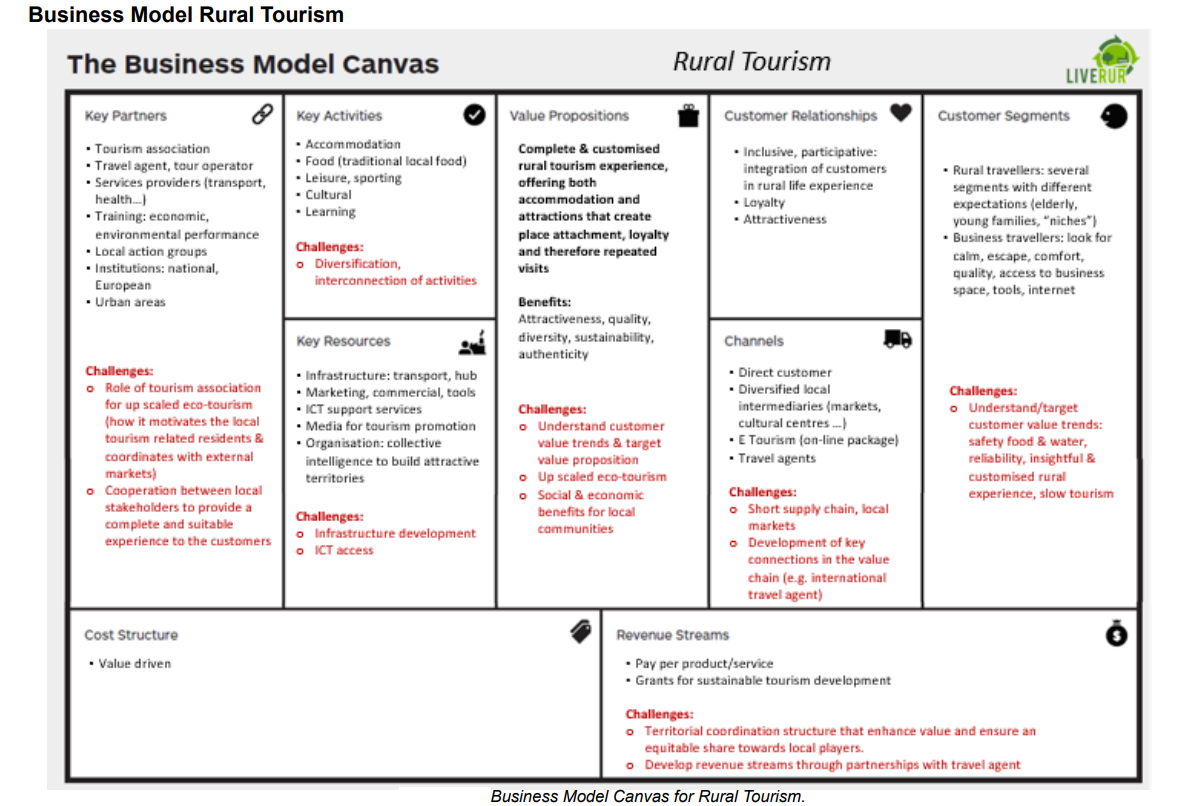 Business Model Rural Tourism
The Business Model Canvas
Rural Tourism
LIVERUR
Key Partners
▪ Tourism association
▪ Travel agent, tour operator
▪ Services providers (transport,
health...)
▪ Training: economic,
environmental performance
▪ Local action groups
▪ Institutions: national,
European
▪ Urban areas
Challenges:
o Role of tourism association
for up scaled eco-tourism
(how it motivates the local
tourism related residents &
coordinates with external
markets)
o Cooperation between local
stakeholders to provide a
complete and suitable
experience to the customers
Key Activities
▪ Accommodation
▪ Food (traditional local food)
▪ Leisure, sporting
▪ Cultural
▪ Learning
Challenges:
o Diversification,
interconnection of activities
Key Resources
▪ Infrastructure: transport, hub
▪ Marketing, commercial, tools
▪ ICT support services
▪ Media for tourism promotion
▪ Organisation: collective
intelligence to build attractive
territories
Challenges:
o Infrastructure development
o ICT access
Value Propositions
Complete & customised
rural tourism experience,
offering both
accommodation and
attractions that create
place attachment, loyalty
and therefore repeated
visits
Benefits:
Attractiveness, quality,
diversity, sustainability,
authenticity
Challenges:
o Understand customer
value trends & target
value proposition
o Up scaled eco-tourism
o Social & economic
benefits for local
communities
Customer Relationships
▪ Inclusive, participative:
integration of customers
in rural life experience
▪ Loyalty
▪ Attractiveness
Channels
▪ Direct customer
▪ Diversified local
intermediaries (markets,
cultural centres ...)
▪ E Tourism (on-line package)
▪ Travel agents
Challenges:
o Short supply chain, local
markets
o Development of key
connections in the value
chain (e.g. international
travel agent)
Customer Segments
▪ Rural travellers: several
segments with different
expectations (elderly,
young families, "niches")
▪ Business travellers: look for
calm, escape, comfort,
quality, access to business
space, tools, internet
Challenges:
o Understand/target
customer value trends:
safety food & water,
reliability, insightful &
customised rural
experience, slow tourism
Cost Structure
▪ Value driven
Revenue Streams
$
▪ Pay per product/service
▪ Grants for sustainable tourism development
Challenges:
o Territorial coordination structure that enhance value and ensure an
equitable share towards local players.
o Develop revenue streams through partnerships with travel agent
Business Model Canvas for Rural Tourism.